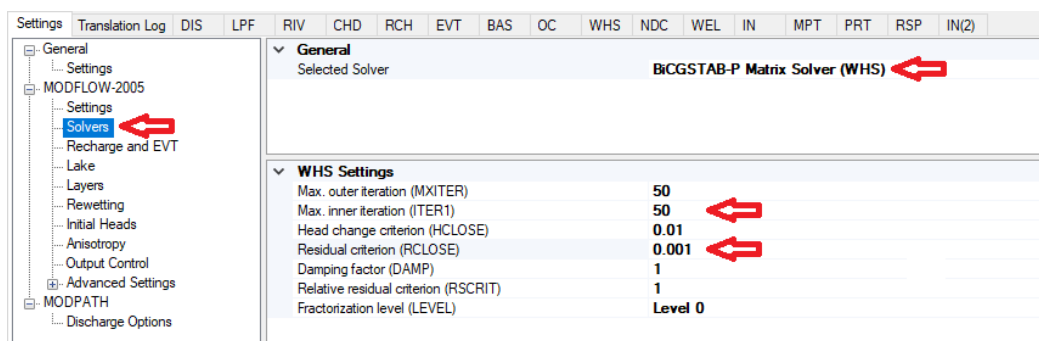 Settings Translation Log DIS LPF RIV CHD RCH EVT BAS OC WHS NDC WEL IN MPT PRT RSP IN(2)
General
Settings
MODFLOW-2005
Settings
Solvers
Recharge and EVT
Lake
Layers
Rewetting
Initial Heads
Anisotropy
Output Control
Advanced Settings
MODPATH
Discharge Options
General
Selected Solver BiCGSTAB-P Matrix Solver (WHS)
WHS Settings
Max. outer iteration (MXITER) 50
Max. inner iteration (ITER1) 50
Head change criterion (HCLOSE) 0.01
Residual criterion (RCLOSE) 0.001
Damping factor (DAMP) 1
Relative residual criterion (RSCRIT) 1
Fractorization level (LEVEL) Level 0